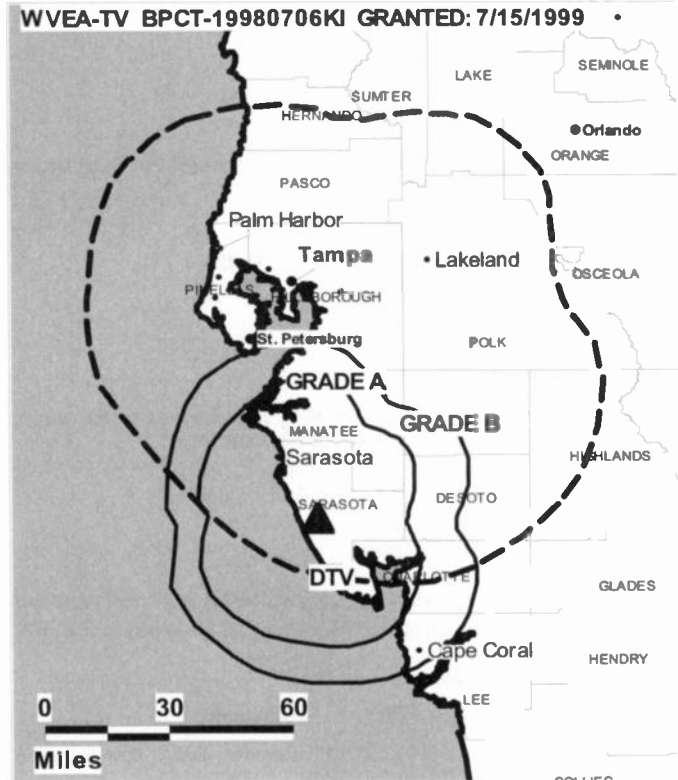 WVEA-TV BPCT-19980706KI GRANTED: 7/15/1999
SEMINOLE
LAKE
SUMTER
HERNANDO
Orlando
ORANGE
PASCO
Palm Harbor
Tampa
Lakeland
OSCEOLA
PINELLAS
HILLSBOROUGH
St. Petersburg
POLK
GRADE A
GRADE B
MANATEE
Sarasota
HIGHLANDS
DESOTO
SARASOTA
DTV
CHARLOTTE
GLADES
Cape Coral
HENDRY
LEE
0 30 60
Miles